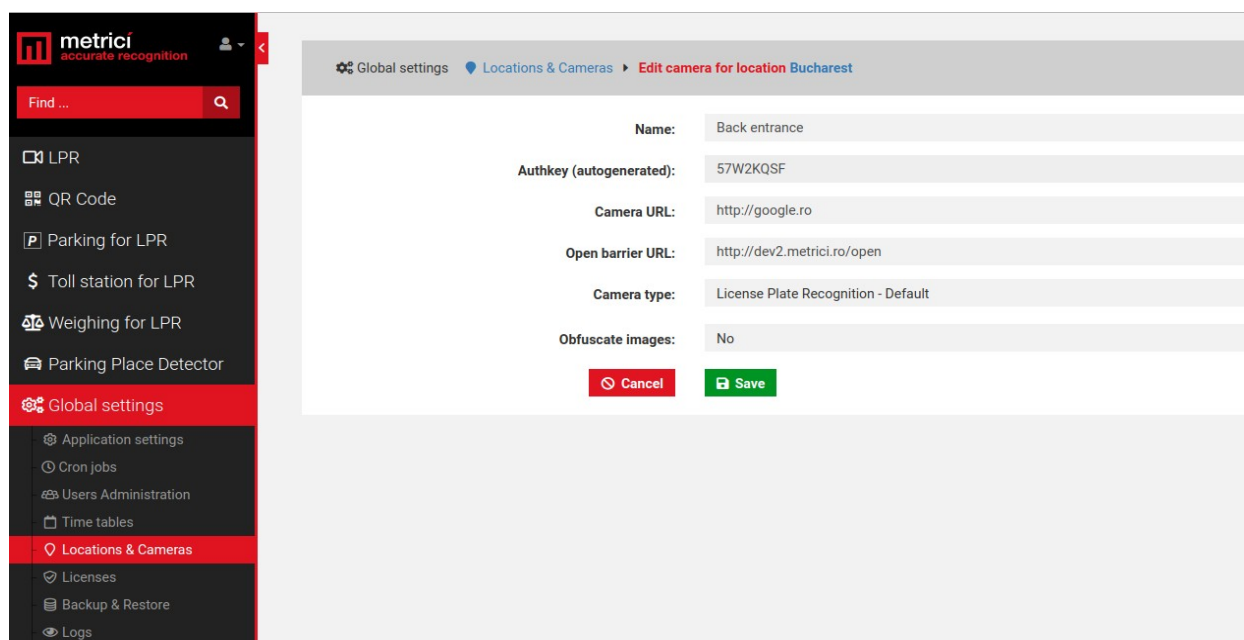 metrici
accurate recognition
Find ...
LPR
QR Code
P Parking for LPR
$ Toll station for LPR
Weighing for LPR
Parking Place Detector
Global settings
Application settings
Cron jobs
Users Administration
Time tables
Locations & Cameras
Licenses
Backup & Restore
Logs
Global settings Locations & Cameras Edit camera for location Bucharest
Name: Back entrance
Authkey (autogenerated): 57W2KQSF
Camera URL: http://google.ro
Open barrier URL: http://dev2.metrici.ro/open
Camera type: License Plate Recognition - Default
Obfuscate images: No
Cancel Save